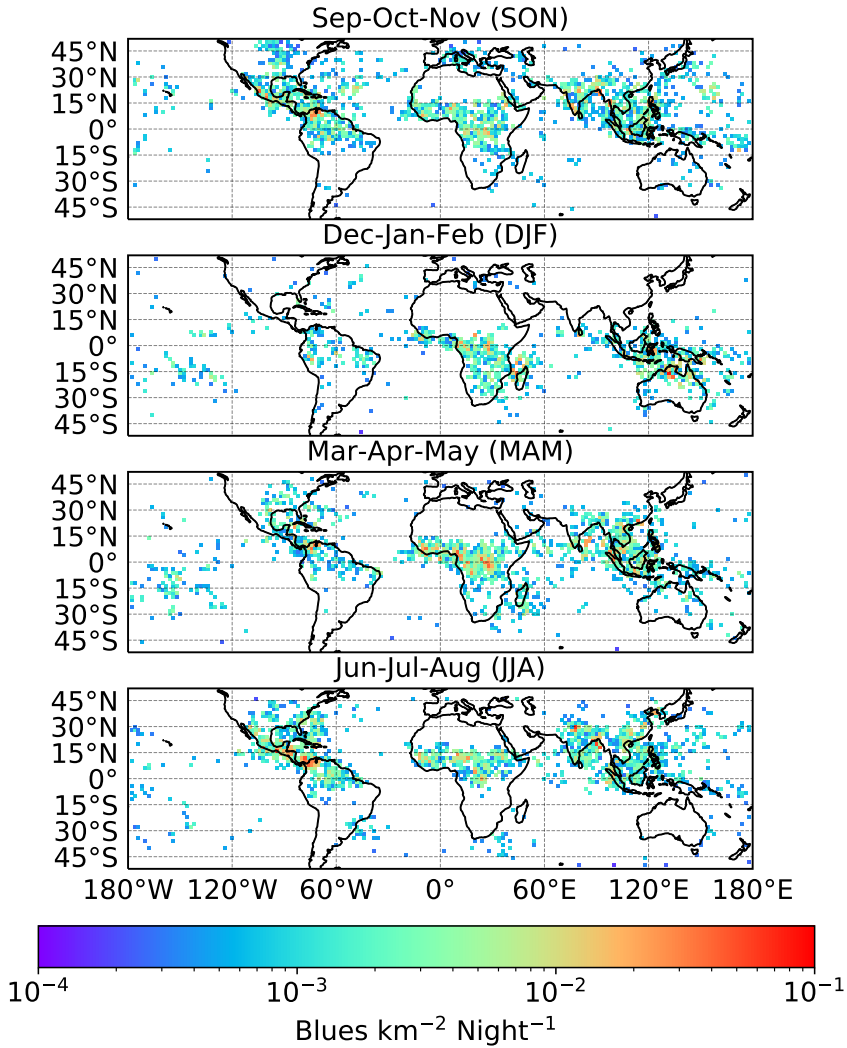 Sep-Oct-Nov (SON)
45°N
30°N
15°N
0°
15°S
30°S
45°S
Dec-Jan-Feb (DJF)
45°N
30°N
15°N
0°
15°S
30°S
45°S
Mar-Apr-May (MAM)
45°N
30°N
15°N
0°
15°S
30°S
45°S
Jun-Jul-Aug (JJA)
45°N
30°N
15°N
0°
15°S
30°S
45°S
180°W 120°W 60°W 0° 60°E 120°E 180°E
10⁻⁴ 10⁻³ 10⁻² 10⁻¹
Blues km⁻² Night⁻¹